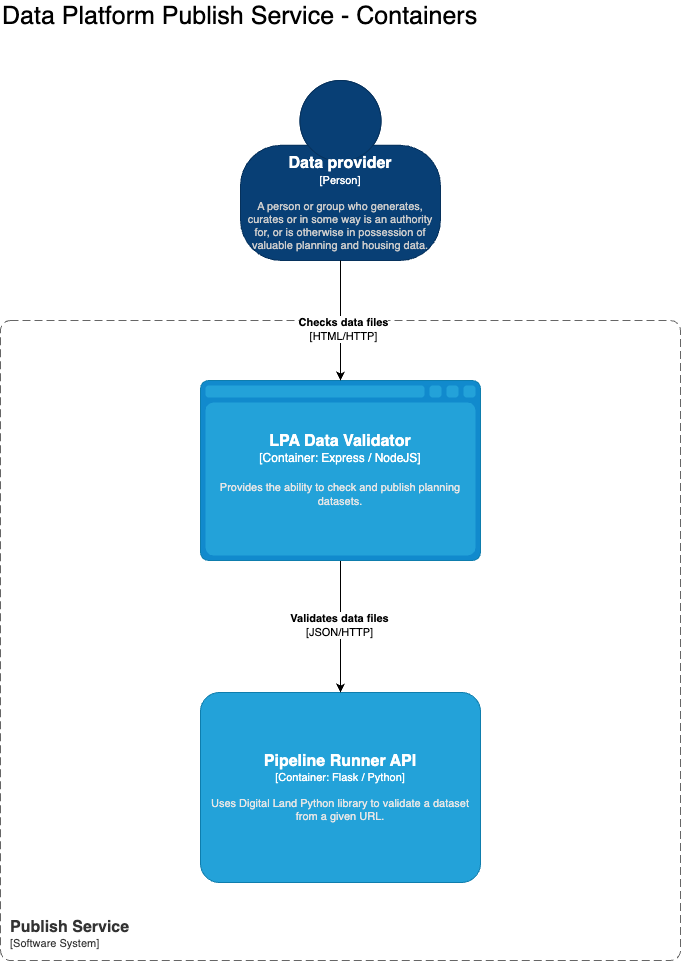 Data Platform Publish Service - Containers
Data provider
[Person]
A person or group who generates,
curates or in some way is an authority
for, or is otherwise in possession of
valuable planning and housing data.
Checks data files
[HTML/HTTP]
LPA Data Validator
[Container: Express / NodeJS]
Provides the ability to check and publish planning
datasets.
Validates data files
[JSON/HTTP]
Pipeline Runner API
[Container: Flask / Python]
Uses Digital Land Python library to validate a dataset
from a given URL.
Publish Service
[Software System]